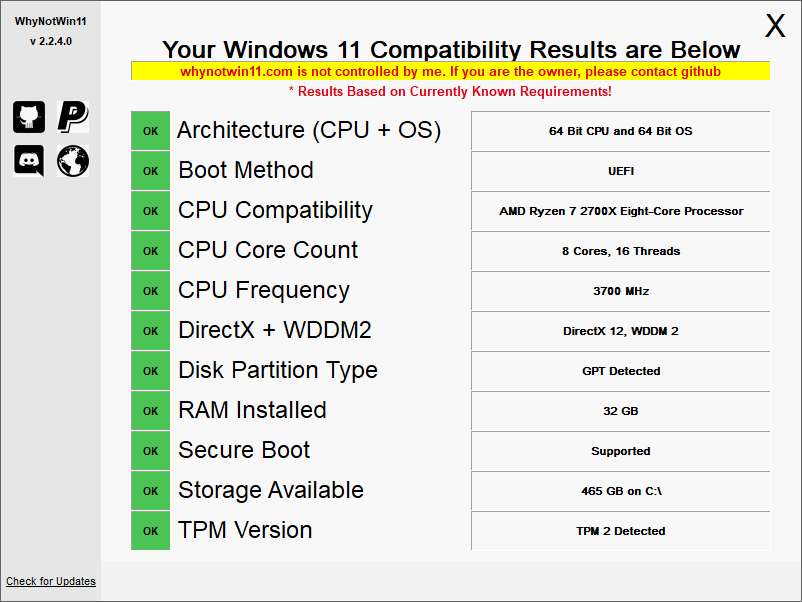 WhyNotWin11
v 2.2.4.0
X
Your Windows 11 Compatibility Results are Below
whynotwin11.com is not controlled by me. If you are the owner, please contact github
* Results Based on Currently Known Requirements!
OK Architecture (CPU + OS) 64 Bit CPU and 64 Bit OS
OK Boot Method UEFI
OK CPU Compatibility AMD Ryzen 7 2700X Eight-Core Processor
OK CPU Core Count 8 Cores, 16 Threads
OK CPU Frequency 3700 MHz
OK DirectX + WDDM2 DirectX 12, WDDM 2
OK Disk Partition Type GPT Detected
OK RAM Installed 32 GB
OK Secure Boot Supported
OK Storage Available 465 GB on C:\
OK TPM Version TPM 2 Detected
Check for Updates